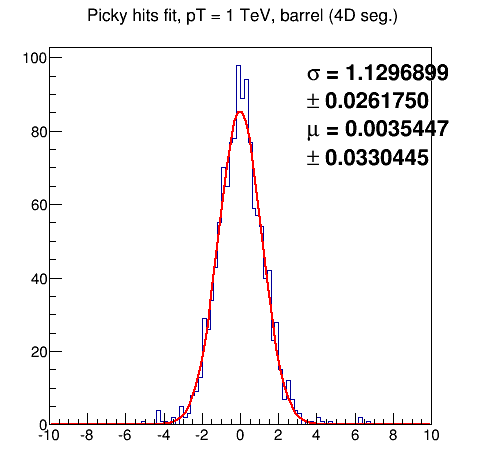 Picky hits fit, pT = 1 TeV, barrel (4D seg.)
σ = 1.1296899
± 0.0261750
μ = 0.0035447
± 0.0330445
100
80
60
40
20
0
-10 -8 -6 -4 -2 0 2 4 6 8 10